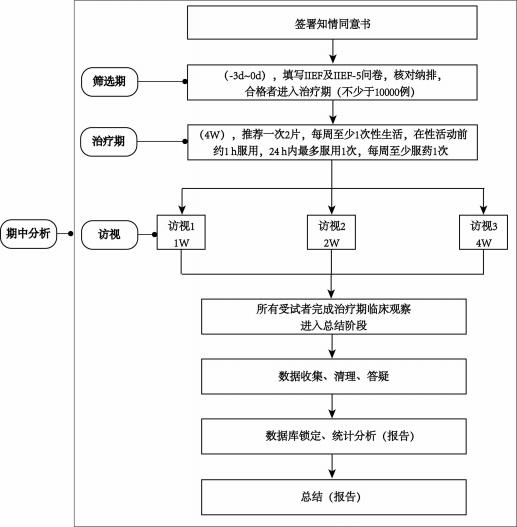 签署知情同意书
筛选期
（-3d~0d），填写IIEF及IIEF-5问卷，核对纳排，
合格者进入治疗期（不少于10000例）
治疗期
（4W），推荐一次2片，每周至少1次性生活，在性活动前
约1 h服用，24 h内最多服用1次，每周至少服药1次
期中分析
访视
访视1
1W
访视2
2W
访视3
4W
所有受试者完成治疗期临床观察
进入总结阶段
数据收集、清理、答疑
数据库锁定、统计分析（报告）
总结（报告）